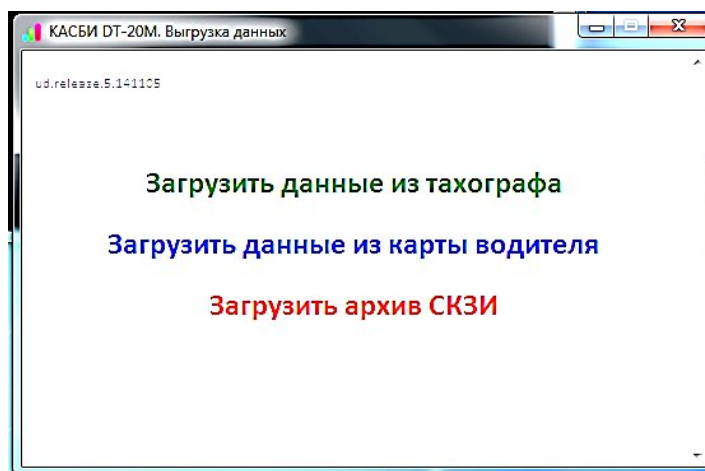 КАСБИ DT-20М. Выгрузка данных
ud.release.5.141105
Загрузить данные из тахографа
Загрузить данные из карты водителя
Загрузить архив СКЗИ